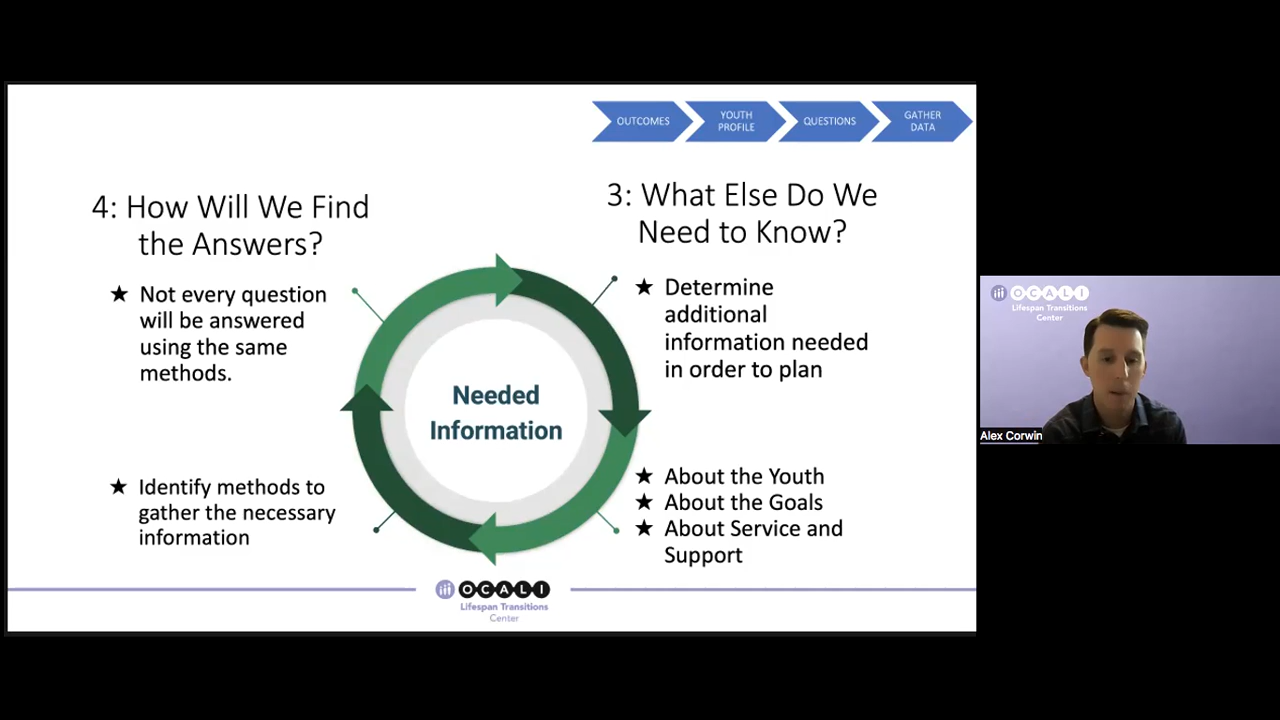 OUTCOMES
YOUTH
PROFILE
QUESTIONS
GATHER
DATA
4: How Will We Find
the Answers?
★ Not every question
will be answered
using the same
methods.
★ Identify methods to
gather the necessary
information
Needed
Information
3: What Else Do We
Need to Know?
★ Determine
additional
information needed
in order to plan
★ About the Youth
★ About the Goals
★ About Service and
Support
OCALI
Lifespan Transitions
Center
OCALI
Lifespan Transitions
Center
Alex Corwin